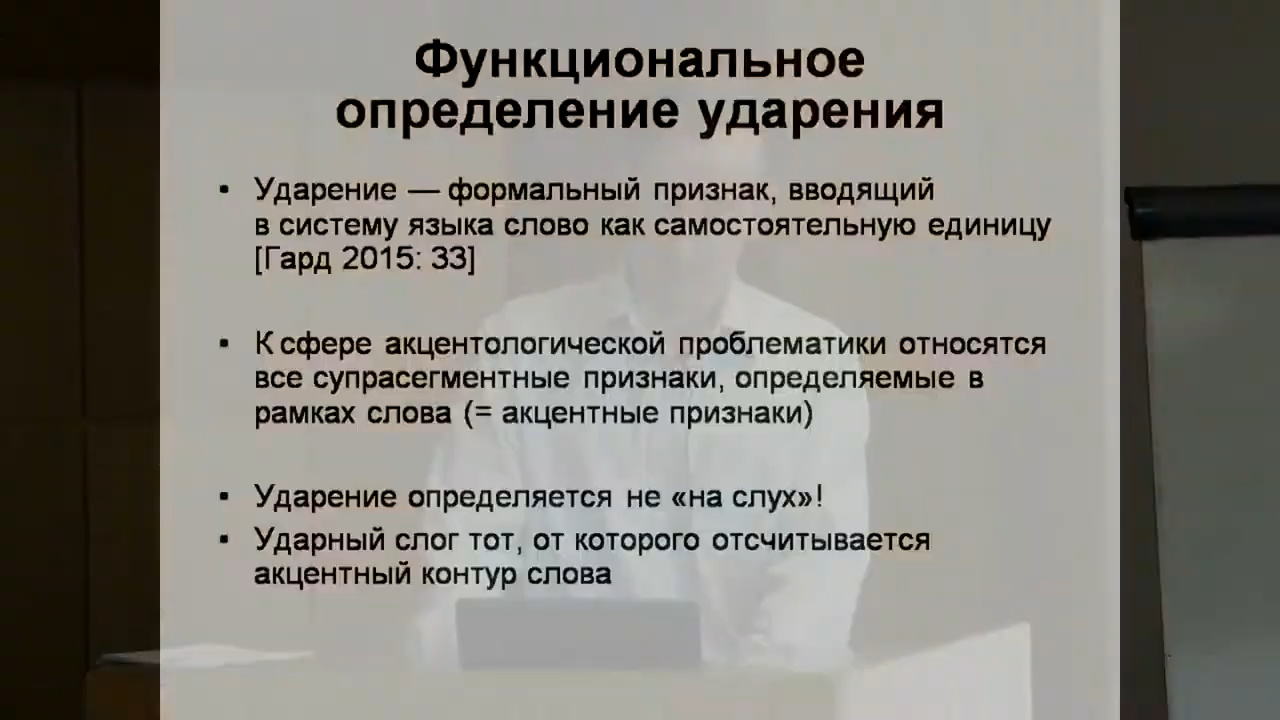 Функциональное
определение ударения
▪ Ударение — формальный признак, вводящий
в систему языка слово как самостоятельную единицу
[Гард 2015: 33]
▪ К сфере акцентологической проблематики относятся
все супрасегментные признаки, определяемые в
рамках слова (= акцентные признаки)
▪ Ударение определяется не «на слух»!
▪ Ударный слог тот, от которого отсчитывается
акцентный контур слова